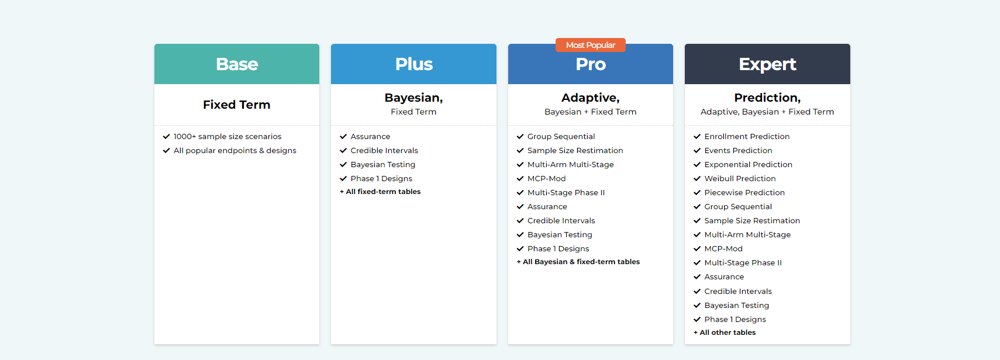 Base
Fixed Term
1000+ sample size scenarios
All popular endpoints & designs
Plus
Bayesian,
Fixed Term
Assurance
Credible Intervals
Bayesian Testing
Phase 1 Designs
+ All fixed-term tables
Most Popular
Pro
Adaptive,
Bayesian + Fixed Term
Group Sequential
Sample Size Restimation
Multi-Arm Multi-Stage
MCP-Mod
Multi-Stage Phase II
Assurance
Credible Intervals
Bayesian Testing
Phase 1 Designs
+ All Bayesian & fixed-term tables
Expert
Prediction,
Adaptive, Bayesian + Fixed Term
Enrollment Prediction
Events Prediction
Exponential Prediction
Weibull Prediction
Piecewise Prediction
Group Sequential
Sample Size Restimation
Multi-Arm Multi-Stage
MCP-Mod
Multi-Stage Phase II
Assurance
Credible Intervals
Bayesian Testing
Phase 1 Designs
+ All other tables